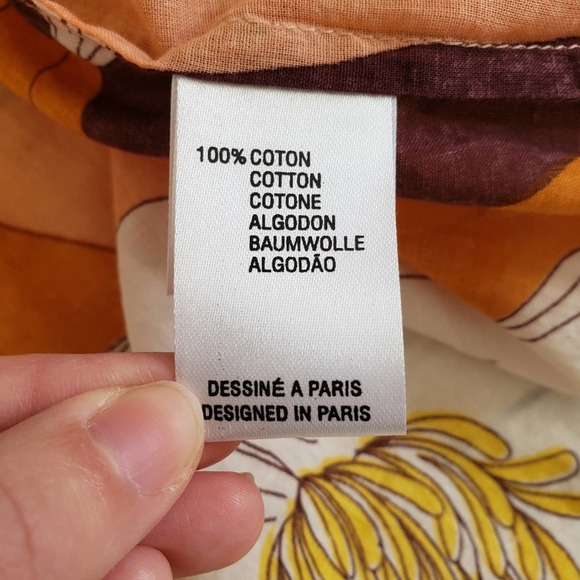 100% COTON
COTTON
COTONE
ALGODON
BAUMWOLLE
ALGODÃO
DESSINÉ A PARIS
DESIGNED IN PARIS